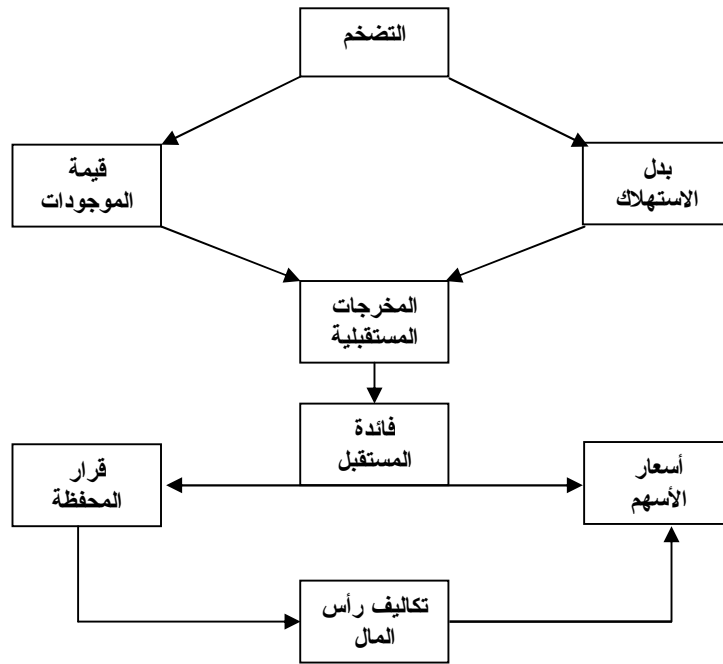 التضخم
قيمة
الموجودات
بدل
الاستهلاك
المخرجات
المستقبلية
فائدة
المستقبل
قرار
المحفظة
أسعار
الأسهم
تكاليف رأس
المال